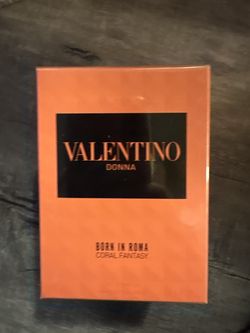 VALENTINO
DONNA
BORN IN ROMA
CORAL FANTASY